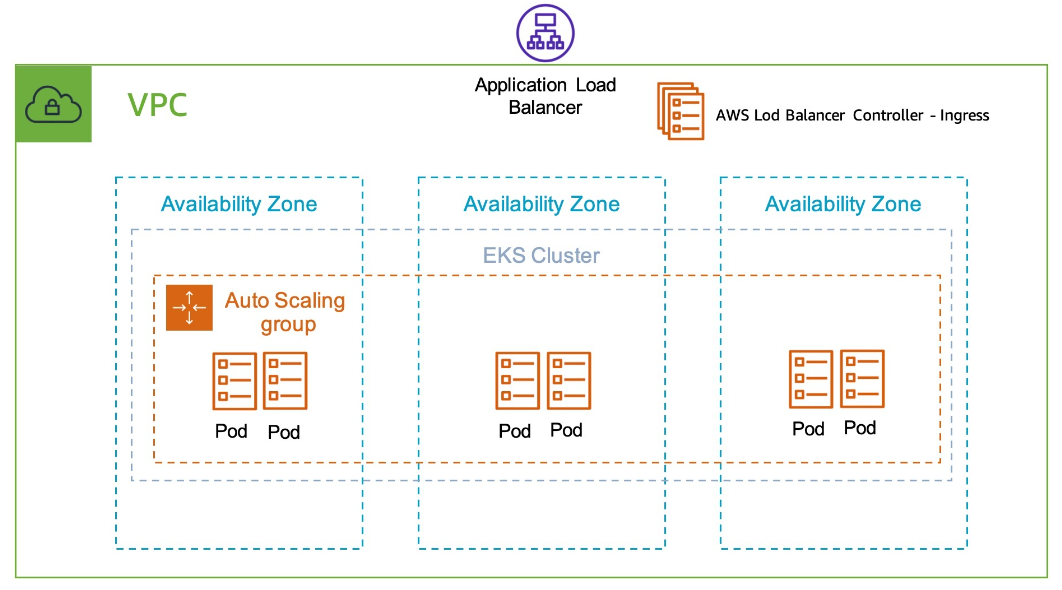 Application Load
Balancer
VPC
AWS Lod Balancer Controller - Ingress
Availability Zone
Availability Zone
Availability Zone
EKS Cluster
Auto Scaling
group
Pod
Pod
Pod
Pod
Pod
Pod